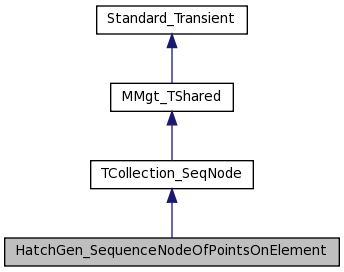 Standard_Transient
MMgt_TShared
TCollection_SeqNode
HatchGen_SequenceNodeOfPointsOnElement